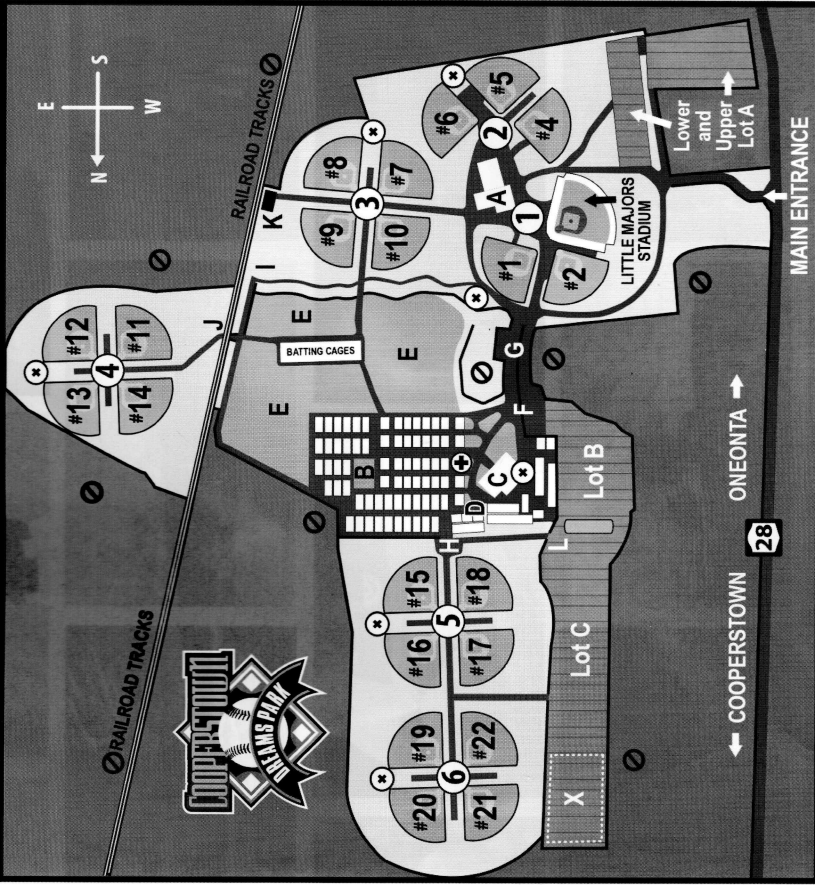 E
S
N
W
RAILROAD TRACKS
#5
#6
2
#4
Lower
and
Upper
Lot A
#8
#7
3
#9
#10
K
A
1
LITTLE MAJORS
STADIUM
#1
#2
MAIN ENTRANCE
I
J
E
BATTING CAGES
E
E
G
F
#12
#11
4
#13
#14
B
C
D
H
L
Lot B
ONEONTA
28
COOPERSTOWN
RAILROAD TRACKS
COOPERSTOWN
DREAMS PARK
#15
#18
5
#16
#17
Lot C
#19
#22
6
#20
#21
X